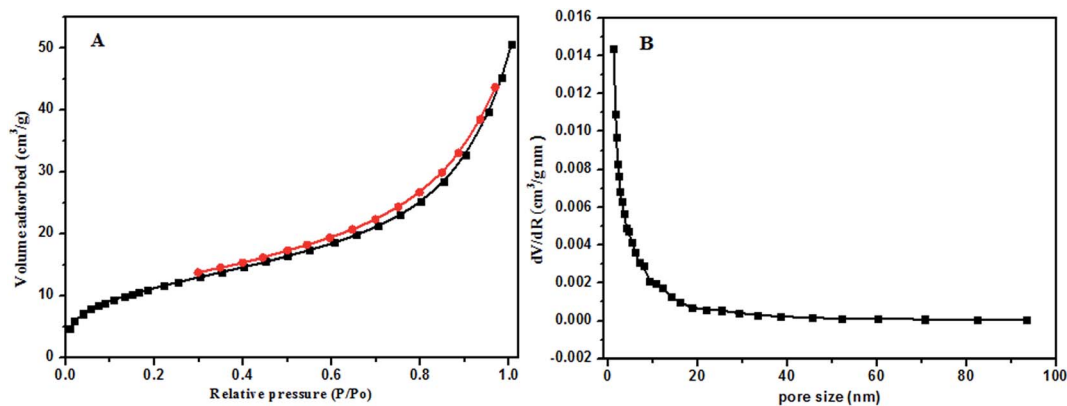 A
Volume adsorbed (cm³/g)
50
40
30
20
10
0
0.0 0.2 0.4 0.6 0.8 1.0
Relative pressure (P/Po)
B
dV/dR (cm³/g nm)
0.016
0.014
0.012
0.010
0.008
0.006
0.004
0.002
0.000
-0.002
0 20 40 60 80 100
pore size (nm)